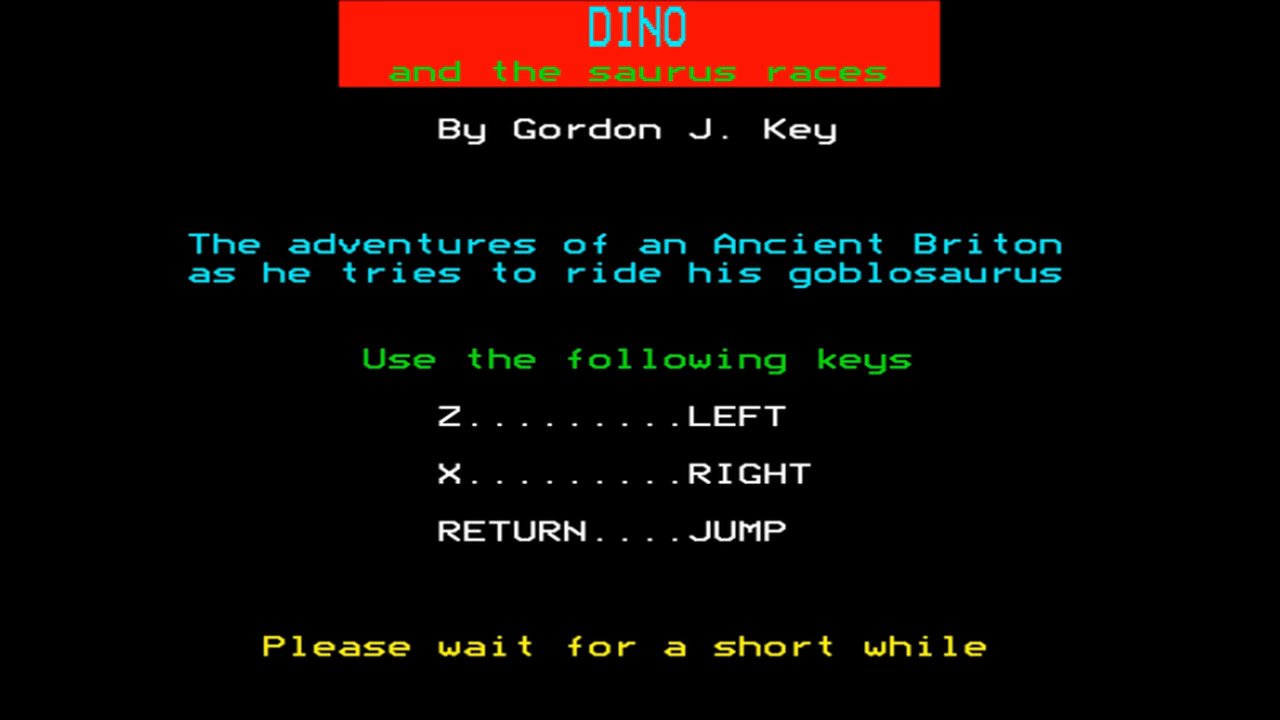 DINO
and the saurus races
By Gordon J. Key
The adventures of an Ancient Briton
as he tries to ride his goblosaurus
Use the following keys
Z.........LEFT
X.........RIGHT
RETURN....JUMP
Please wait for a short while